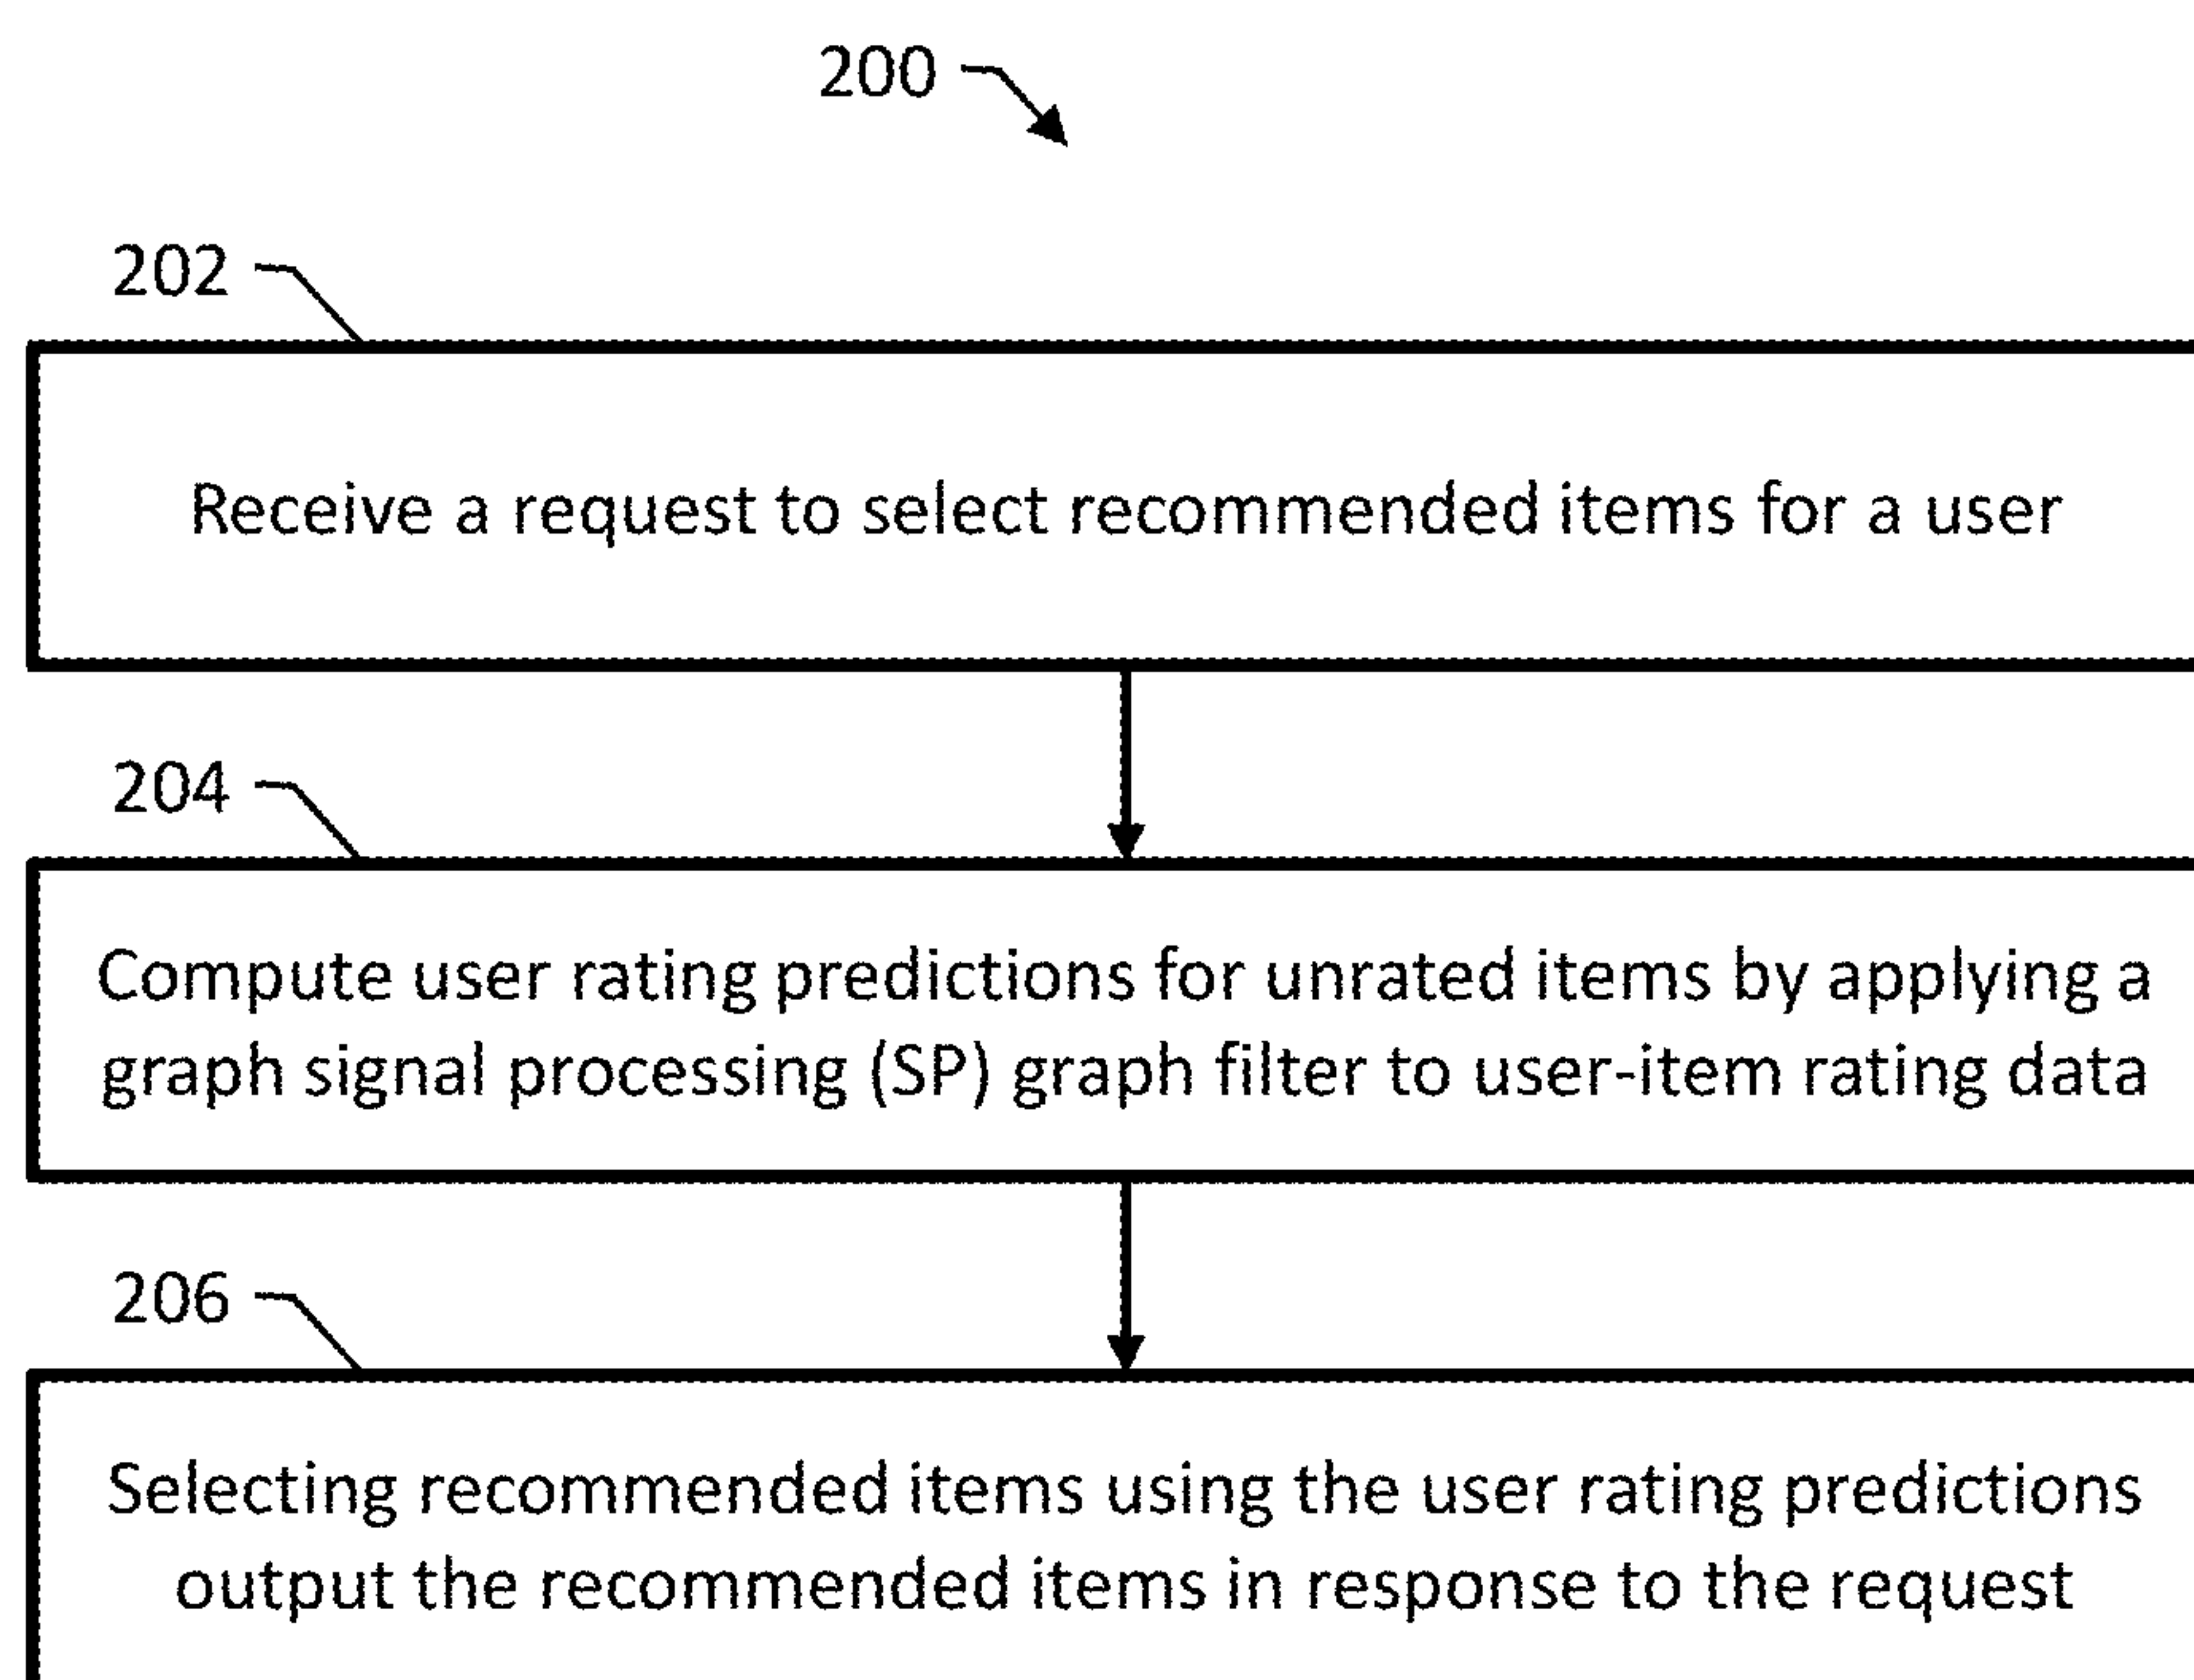 200
202
Receive a request to select recommended items for a user
204
Compute user rating predictions for unrated items by applying a
graph signal processing (SP) graph filter to user-item rating data
206
Selecting recommended items using the user rating predictions
output the recommended items in response to the request